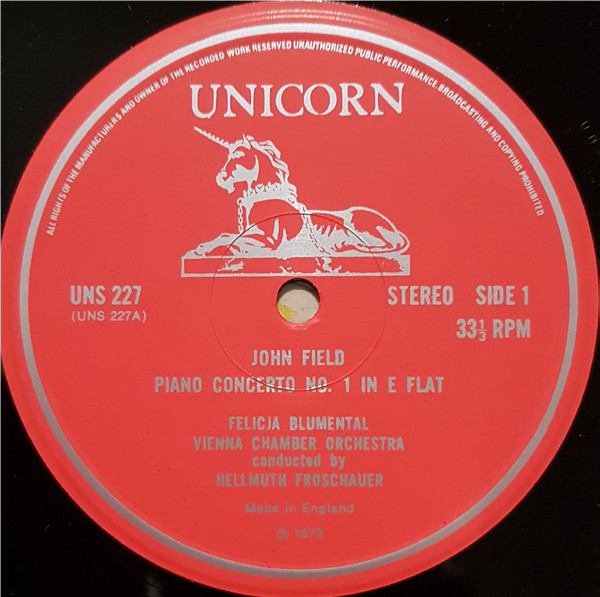 ALL RIGHTS OF THE MANUFACTURERS AND OWNER OF THE RECORDED WORK RESERVED UNAUTHORIZED PUBLIC PERFORMANCE, BROADCASTING AND COPYING PROHIBITED
UNICORN
UNS 227
(UNS 227A)
STEREO SIDE 1
33⅓ RPM
JOHN FIELD
PIANO CONCERTO NO. 1 IN E FLAT
FELICJA BLUMENTAL
VIENNA CHAMBER ORCHESTRA
conducted by
HELLMUTH FROSCHAUER
Made in England
℗